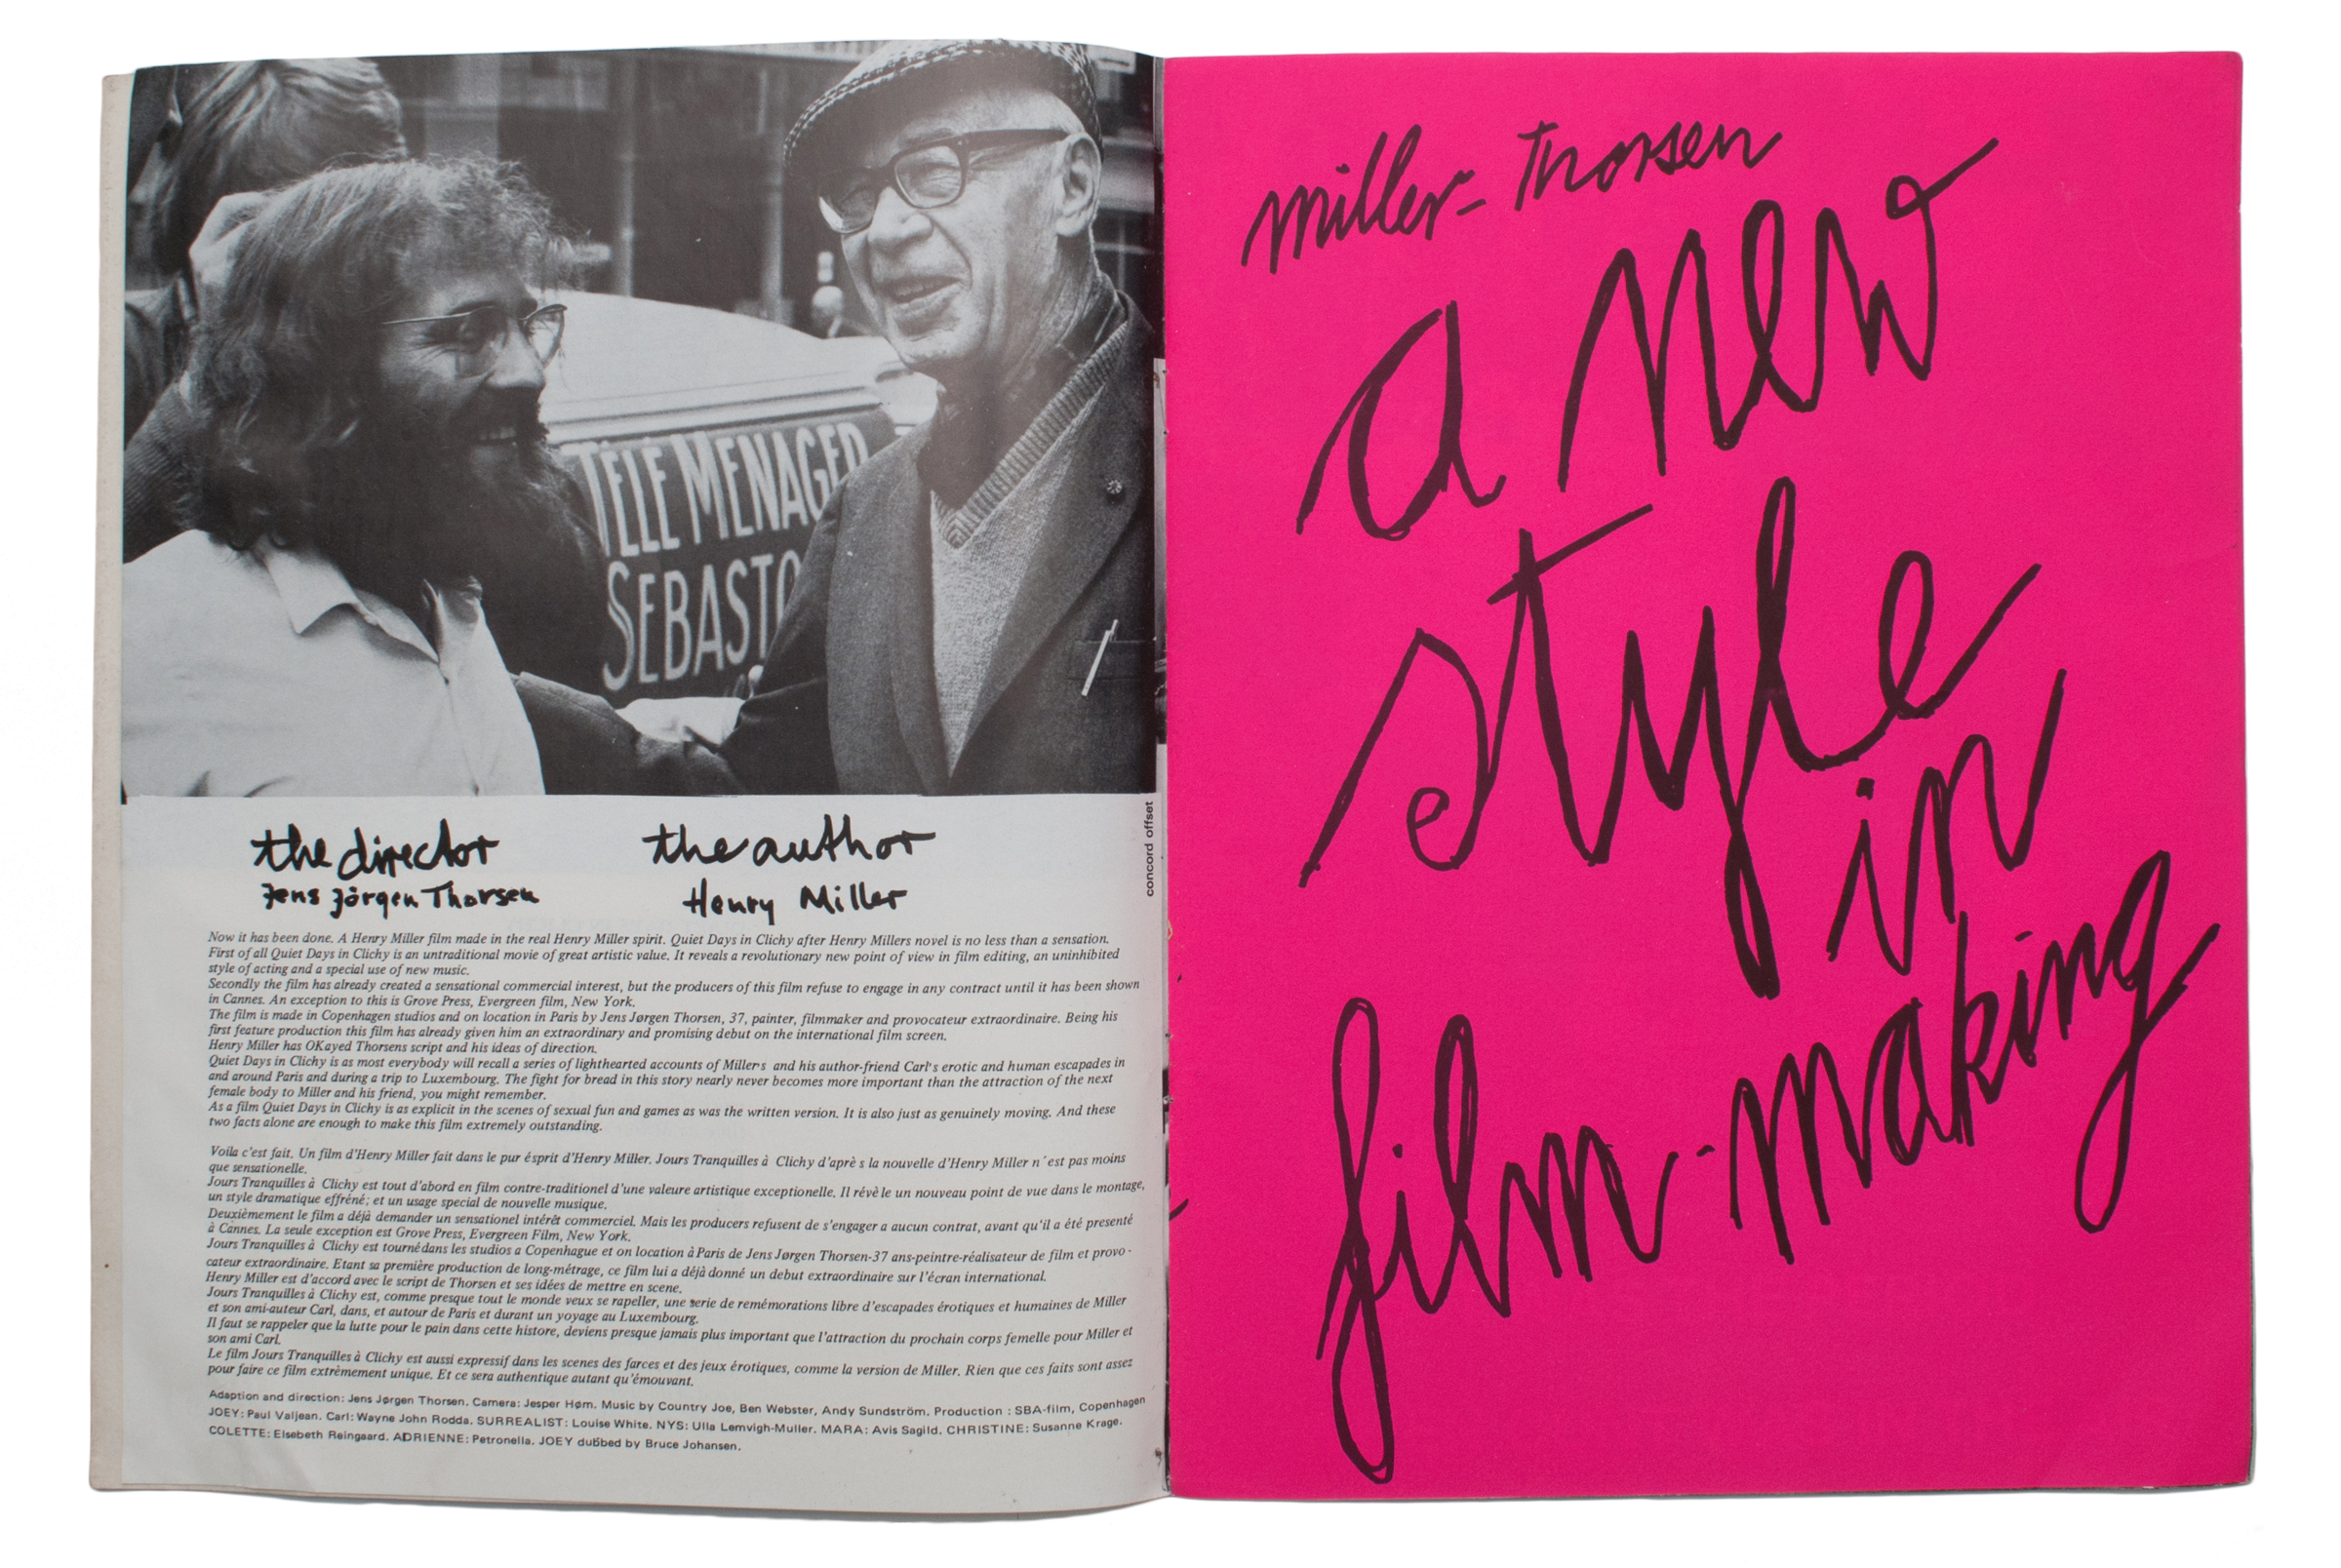 TÉLÉ MENAGER
SEBASTO
the director
Jens Jörgen Thorsen
the author
Henry Miller
concord offset
Now it has been done. A Henry Miller film made in the real Henry Miller spirit. Quiet Days in Clichy after Henry Millers novel is no less than a sensation.
First of all Quiet Days in Clichy is an untraditional movie of great artistic value. It reveals a revolutionary new point of view in film editing, an uninhibited
style of acting and a special use of new music.
Secondly the film has already created a sensational commercial interest, but the producers of this film refuse to engage in any contract until it has been shown
in Cannes. An exception to this is Grove Press, Evergreen film, New York.
The film is made in Copenhagen studios and on location in Paris by Jens Jørgen Thorsen, 37, painter, filmmaker and provocateur extraordinaire. Being his
first feature production this film has already given him an extraordinary and promising debut on the international film screen.
Henry Miller has OKayed Thorsens script and his ideas of direction.
Quiet Days in Clichy is as most everybody will recall a series of lighthearted accounts of Miller's and his author-friend Carl's erotic and human escapades in
and around Paris and during a trip to Luxembourg. The fight for bread in this story nearly never becomes more important than the attraction of the next
female body to Miller and his friend, you might remember.
As a film Quiet Days in Clichy is as explicit in the scenes of sexual fun and games as was the written version. It is also just as genuinely moving. And these
two facts alone are enough to make this film extremely outstanding.
Voila c'est fait. Un film d'Henry Miller fait dans le pur ésprit d'Henry Miller. Jours Tranquilles à Clichy d'après la nouvelle d'Henry Miller n'est pas moins
que sensationelle.
Jours Tranquilles à Clichy est tout d'abord en film contre-traditionel d'une valeure artistique exceptionelle. Il révèle un nouveau point de vue dans le montage,
un style dramatique effréné; et un usage special de nouvelle musique.
Deuxièmement le film a déjà demander un sensationel intérêt commercial. Mais les producers refusent de s'engager a aucun contrat, avant qu'il a été presenté
à Cannes. La seule exception est Grove Press, Evergreen Film, New York.
Jours Tranquilles à Clichy est tourné dans les studios a Copenhague et on location à Paris de Jens Jørgen Thorsen-37 ans-peintre-réalisateur de film et provo-
cateur extraordinaire. Etant sa première production de long-métrage, ce film lui a déjà donné un debut extraordinaire sur l'écran international.
Henry Miller est d'accord avec le script de Thorsen et ses idées de mettre en scene.
Jours Tranquilles à Clichy est, comme presque tout le monde veux se rapeller, une serie de remémorations libre d'escapades érotiques et humaines de Miller
et son ami-auteur Carl, dans, et autour de Paris et durant un yoyage au Luxembourg.
Il faut se rappeler que la lutte pour le pain dans cette histore, deviens presque jamais plus important que l'attraction du prochain corps femelle pour Miller et
son ami Carl.
Le film Jours Tranquilles à Clichy est aussi expressif dans les scenes des farces et des jeux érotiques, comme la version de Miller. Rien que ces faits sont assez
pour faire ce film extrèmement unique. Et ce sera authentique autant qu'émouvant.
Adaption and direction: Jens Jørgen Thorsen. Camera: Jesper Høm. Music by Country Joe, Ben Webster, Andy Sundström. Production : SBA-film, Copenhagen
JOEY: Paul Valjean. Carl: Wayne John Rodda. SURREALIST: Louise White. NYS: Ulla Lemvigh-Muller. MARA: Avis Sagild. CHRISTINE: Susanne Krage.
COLETTE: Elsebeth Reingaard. ADRIENNE: Petronella. JOEY dubbed by Bruce Johansen.
miller-Thorsen
a new
style
in
film-making